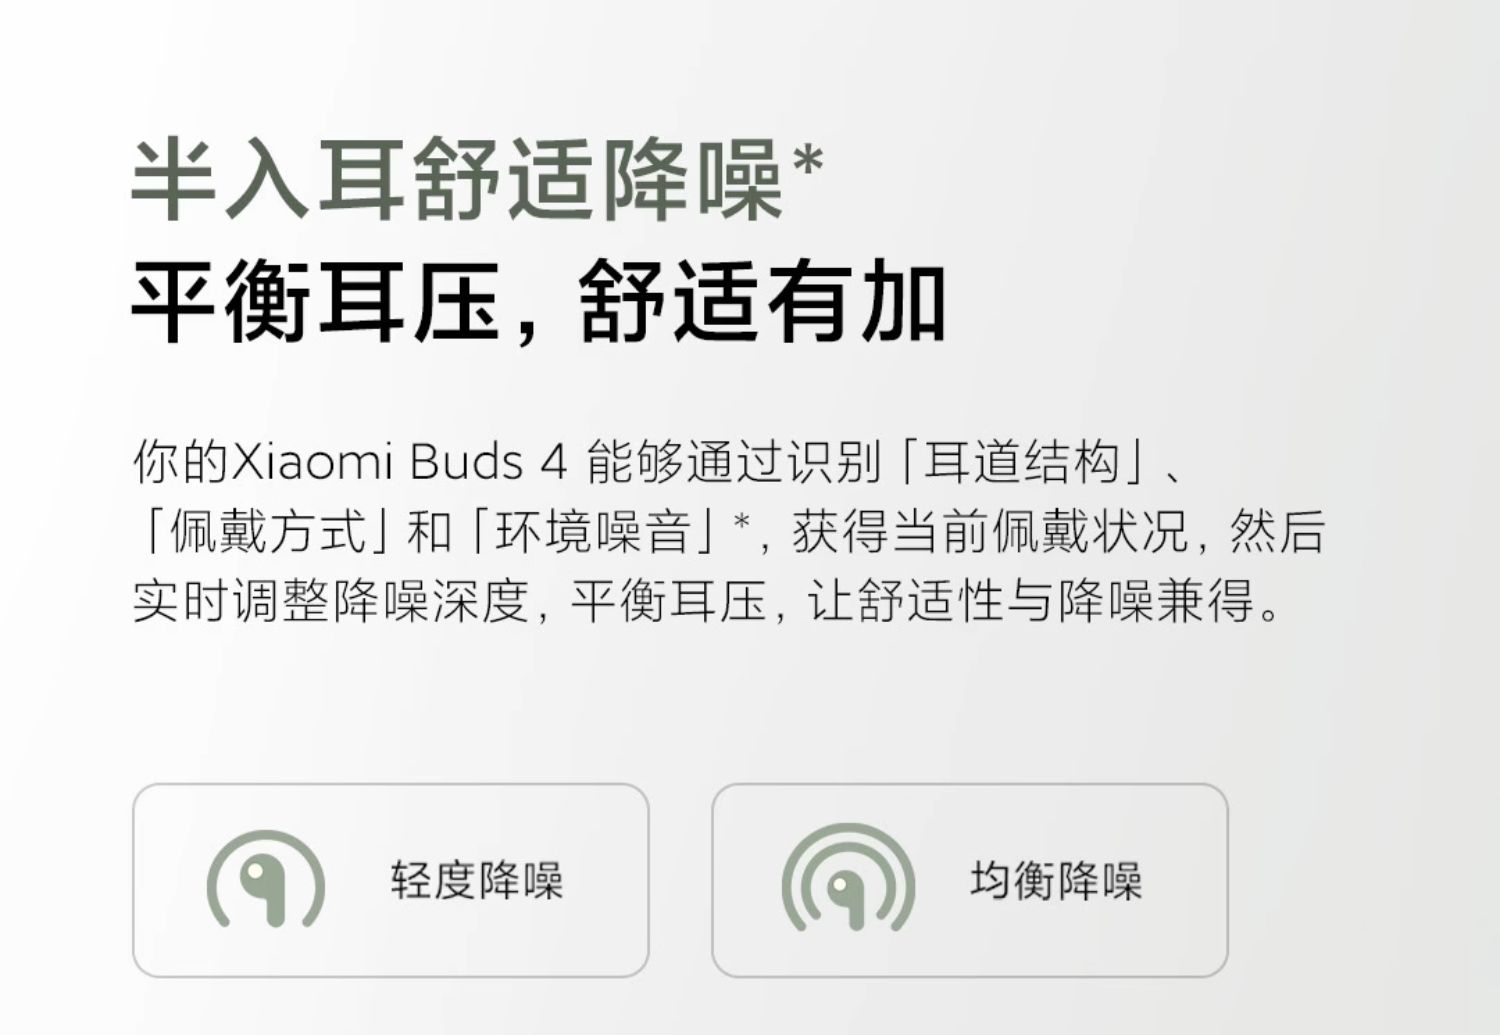 半入耳舒适降噪*
平衡耳压，舒适有加
你的Xiaomi Buds 4 能够通过识别「耳道结构」、
「佩戴方式」和「环境噪音」*，获得当前佩戴状况，然后
实时调整降噪深度，平衡耳压，让舒适性与降噪兼得。
轻度降噪
均衡降噪